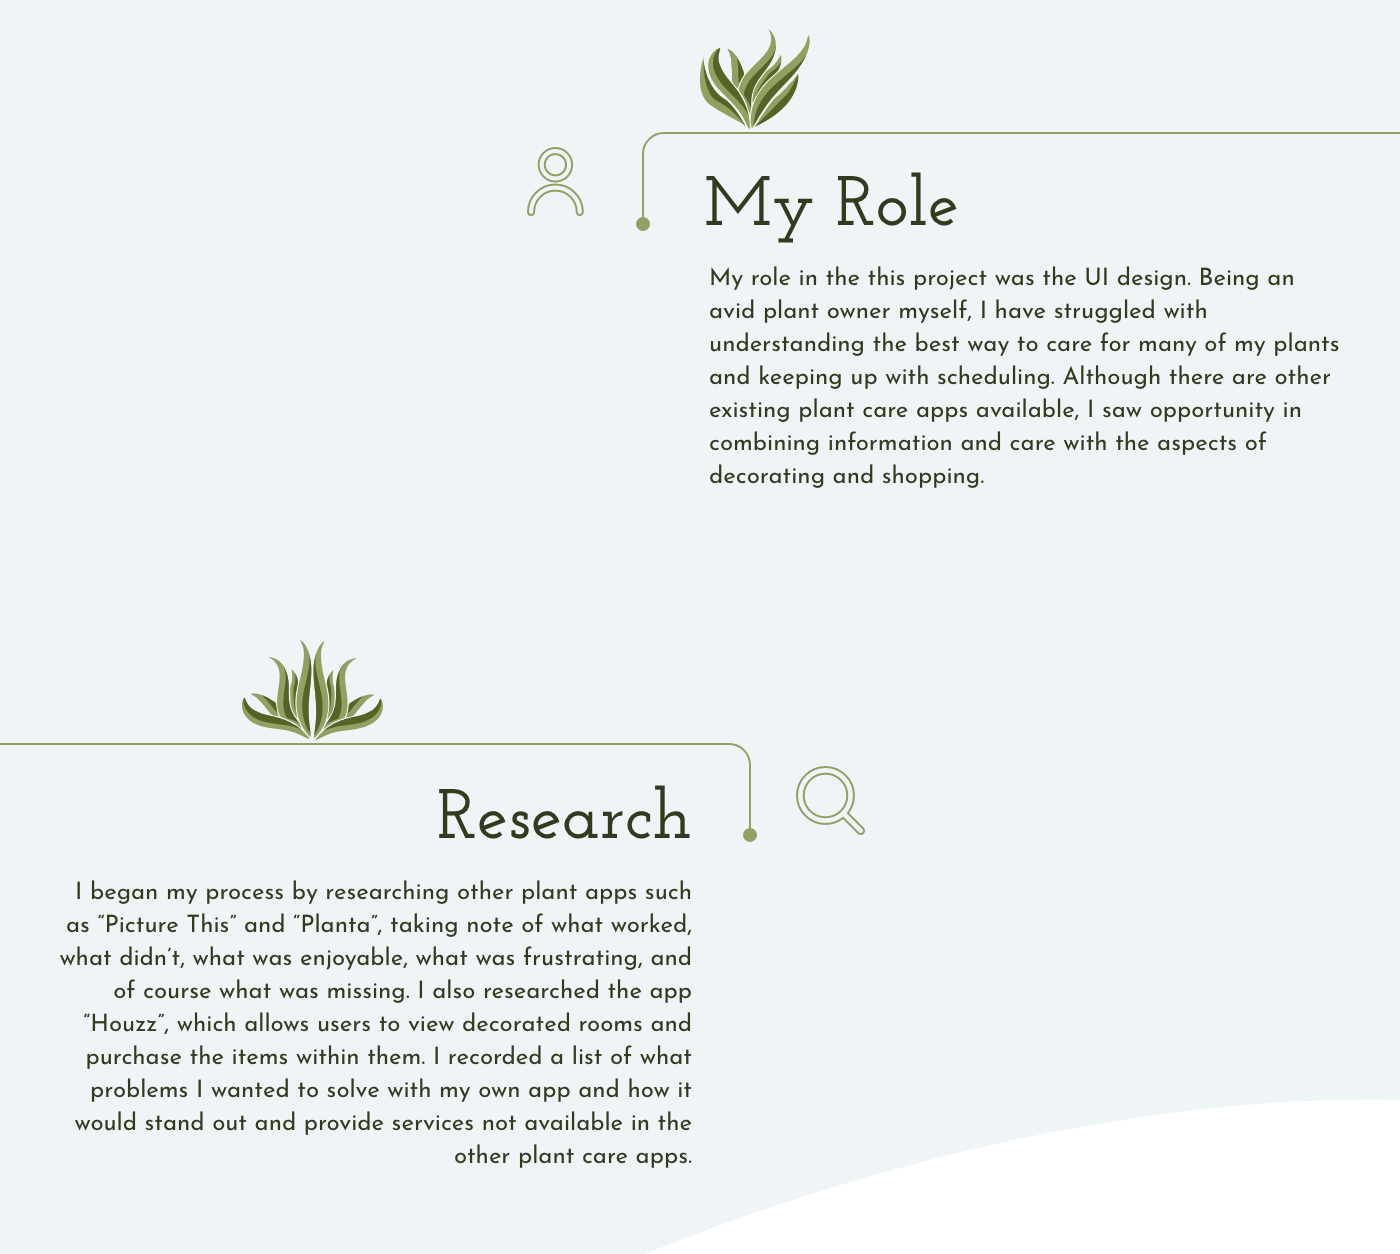 My Role
My role in the this project was the UI design. Being an
avid plant owner myself, I have struggled with
understanding the best way to care for many of my plants
and keeping up with scheduling. Although there are other
existing plant care apps available, I saw opportunity in
combining information and care with the aspects of
decorating and shopping.
Research
I began my process by researching other plant apps such
as “Picture This” and “Planta”, taking note of what worked,
what didn’t, what was enjoyable, what was frustrating, and
of course what was missing. I also researched the app
“Houzz”, which allows users to view decorated rooms and
purchase the items within them. I recorded a list of what
problems I wanted to solve with my own app and how it
would stand out and provide services not available in the
other plant care apps.